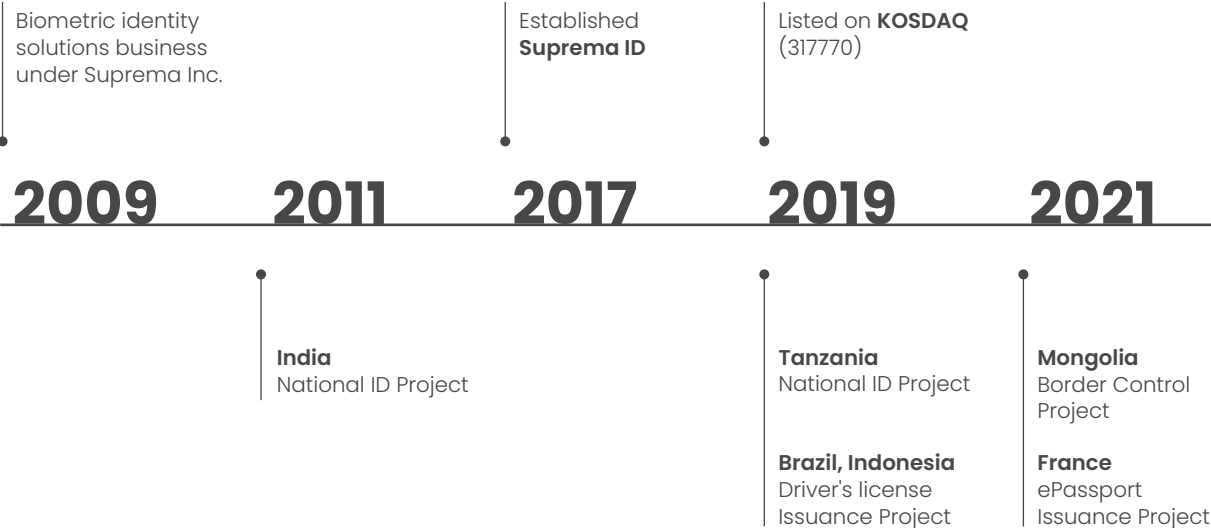 Biometric identity
solutions business
under Suprema Inc.
Established
Suprema ID
Listed on KOSDAQ
(317770)
2009
2011
2017
2019
2021
India
National ID Project
Tanzania
National ID Project
Brazil, Indonesia
Driver's license
Issuance Project
Mongolia
Border Control
Project
France
ePassport
Issuance Project